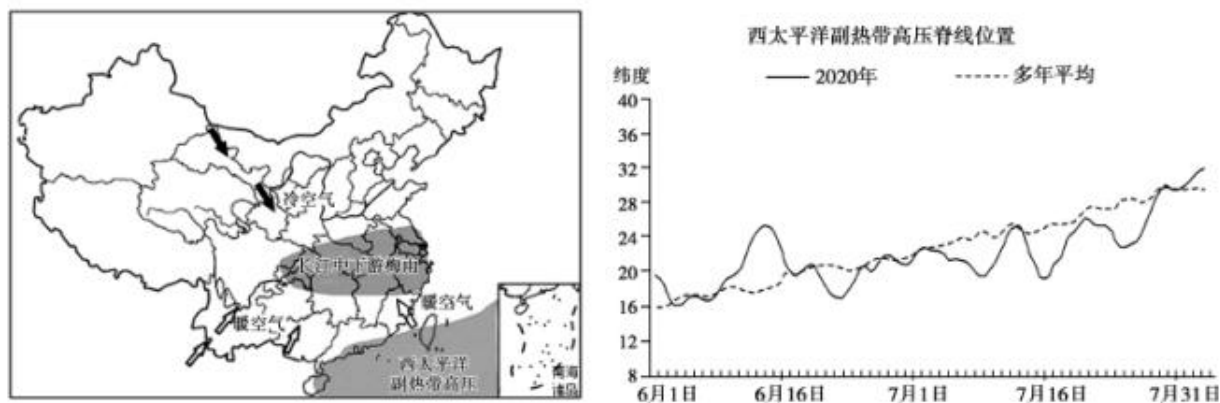 冷空气
长江中下游梅雨
暖空气
暖空气
西太平洋
副热带高压
南海
诸岛
西太平洋副热带高压脊线位置
纬度
2020年
多年平均
40
36
32
28
24
20
16
12
8
6月1日
6月16日
7月1日
7月16日
7月31日